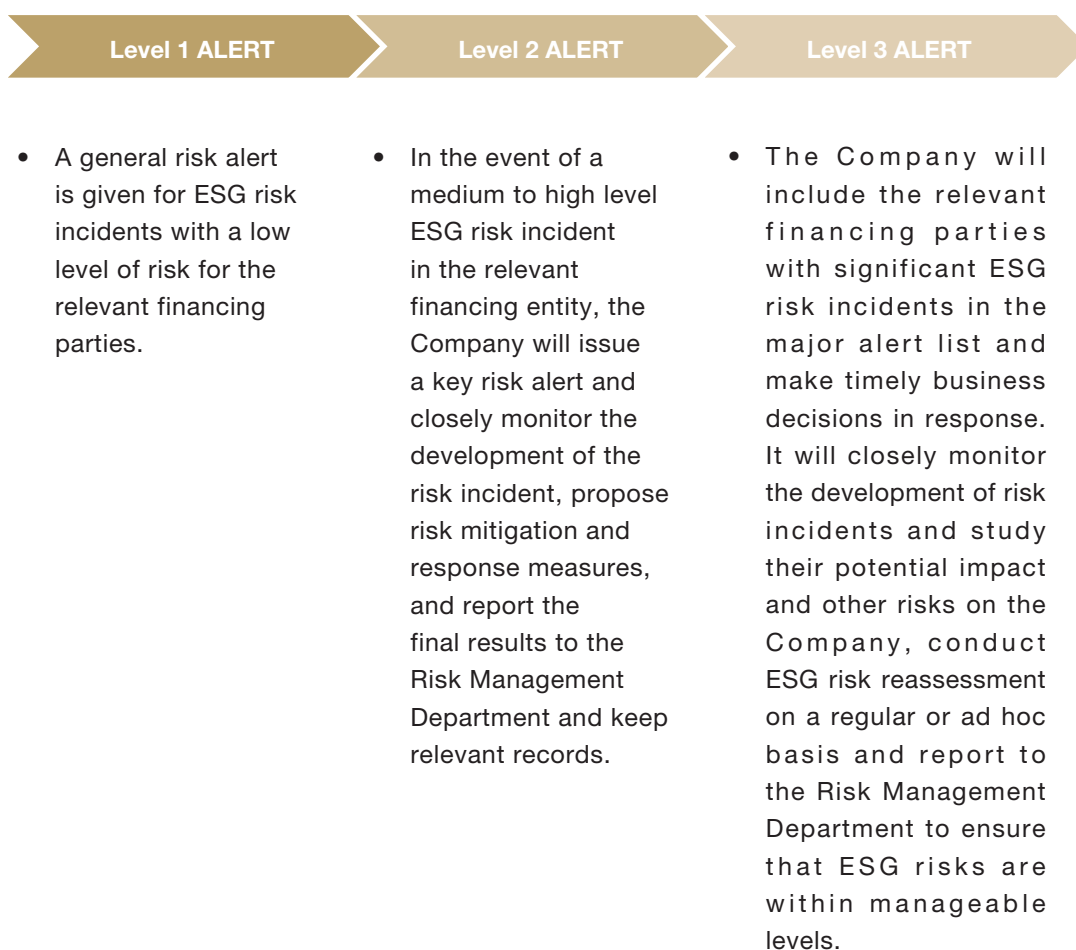 Level 1 ALERT
Level 2 ALERT
Level 3 ALERT
• A general risk alert
is given for ESG risk
incidents with a low
level of risk for the
relevant financing
parties.
• In the event of a
medium to high level
ESG risk incident
in the relevant
financing entity, the
Company will issue
a key risk alert and
closely monitor the
development of the
risk incident, propose
risk mitigation and
response measures,
and report the
final results to the
Risk Management
Department and keep
relevant records.
• The Company will
include the relevant
financing parties
with significant ESG
risk incidents in the
major alert list and
make timely business
decisions in response.
It will closely monitor
the development of risk
incidents and study
their potential impact
and other risks on the
Company, conduct
ESG risk reassessment
on a regular or ad hoc
basis and report to
the Risk Management
Department to ensure
that ESG risks are
within manageable
levels.